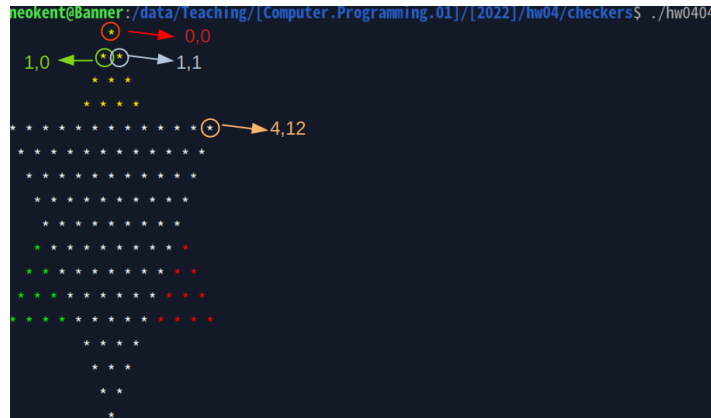 neokent@Banner:/data/Teaching/[Computer.Programming.01]/[2022]/hw04/checkers$ ./hw0404
* 0,0
1,0 * * 1,1
* * *
* * * *
* * * * * * * * * * * * * 4,12
* * * * * * * * * * * *
* * * * * * * * * * *
* * * * * * * * * *
* * * * * * * * *
* * * * * * * * * *
* * * * * * * * * * *
* * * * * * * * * * * *
* * * * * * * * * * * * *
* * * *
* * *
* *
*